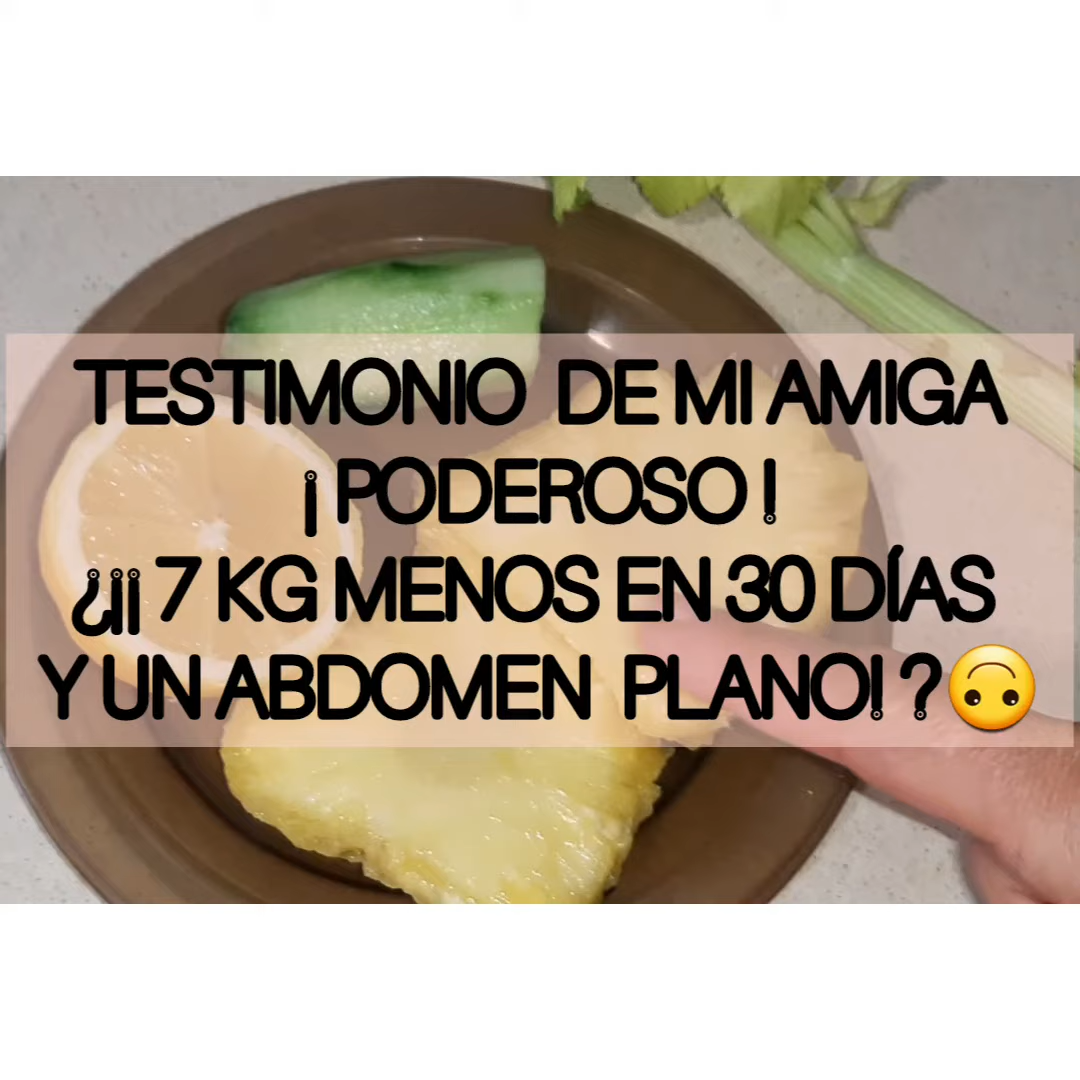 TESTIMONIO DE MI AMIGA
¡ PODEROSO !
¿¡¡ 7 KG MENOS EN 30 DÍAS
Y UN ABDOMEN PLANO! ? 🙃